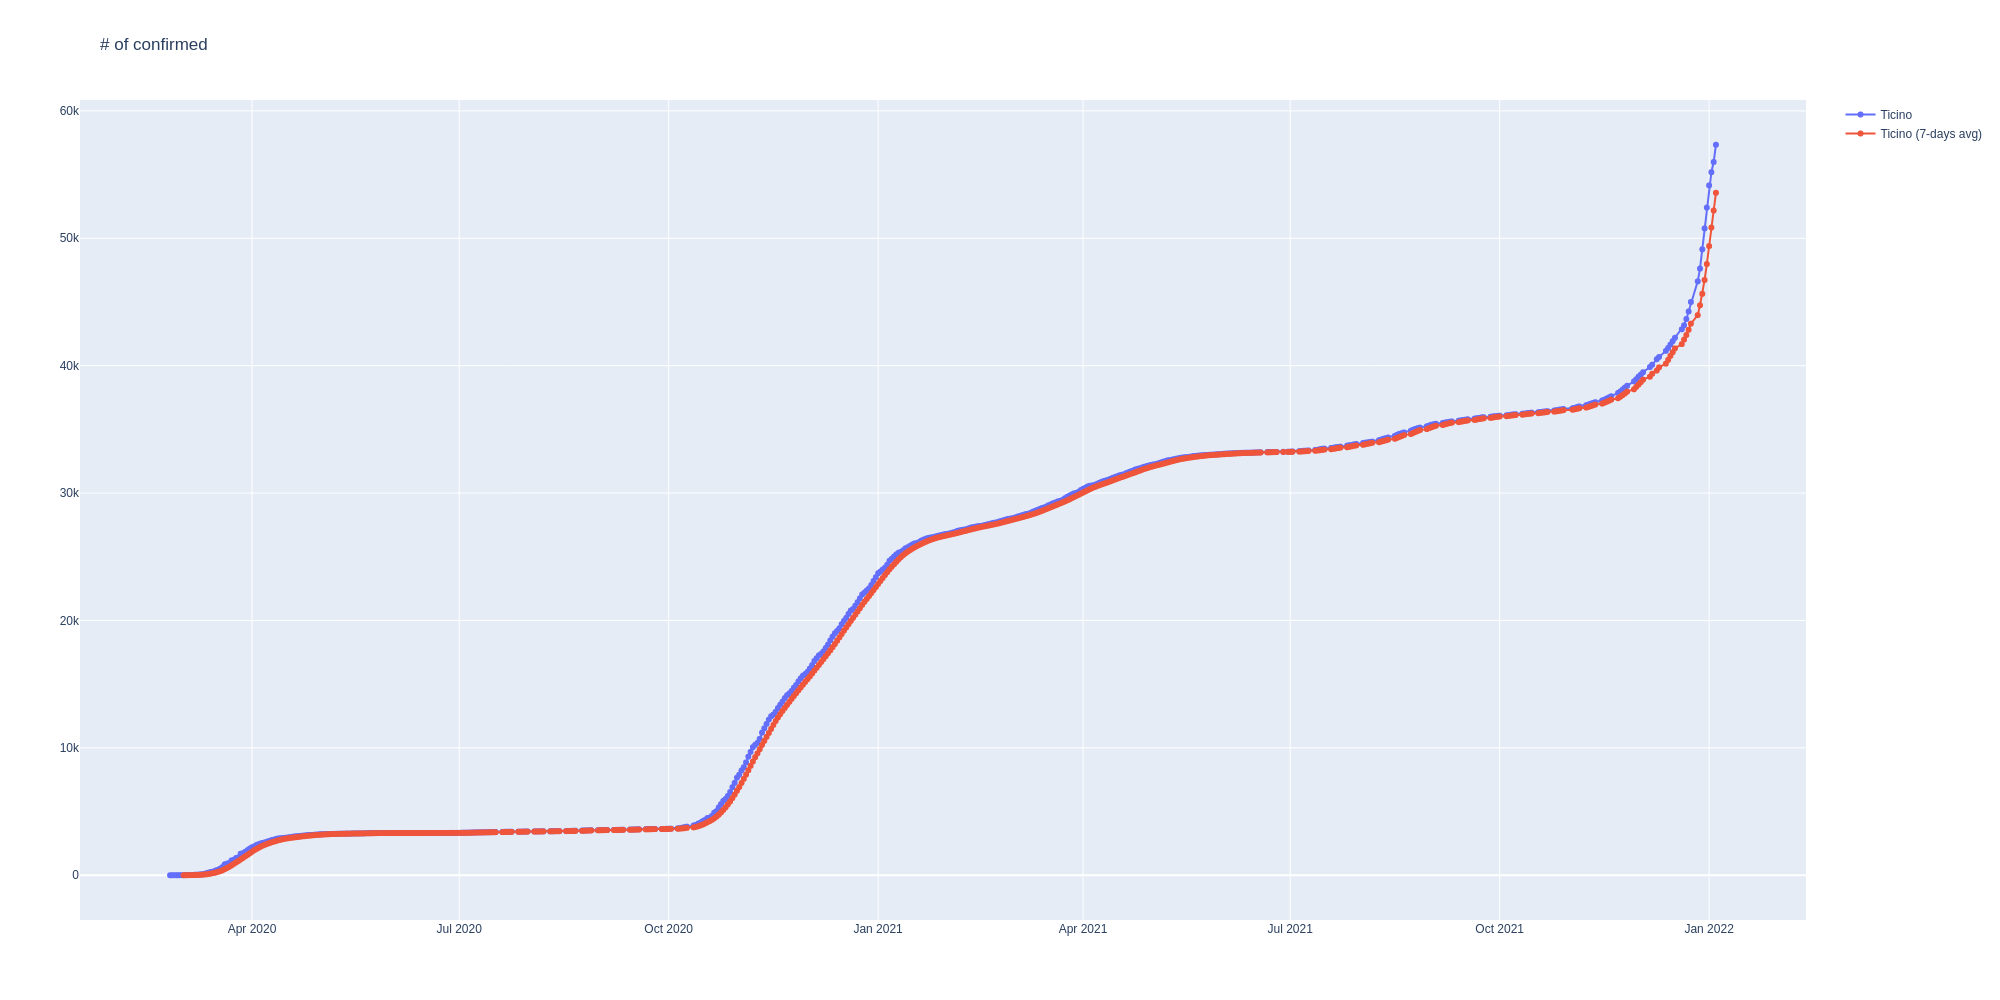 # of confirmed
60k
50k
40k
30k
20k
10k
0
Apr 2020
Jul 2020
Oct 2020
Jan 2021
Apr 2021
Jul 2021
Oct 2021
Jan 2022
Ticino
Ticino (7-days avg)